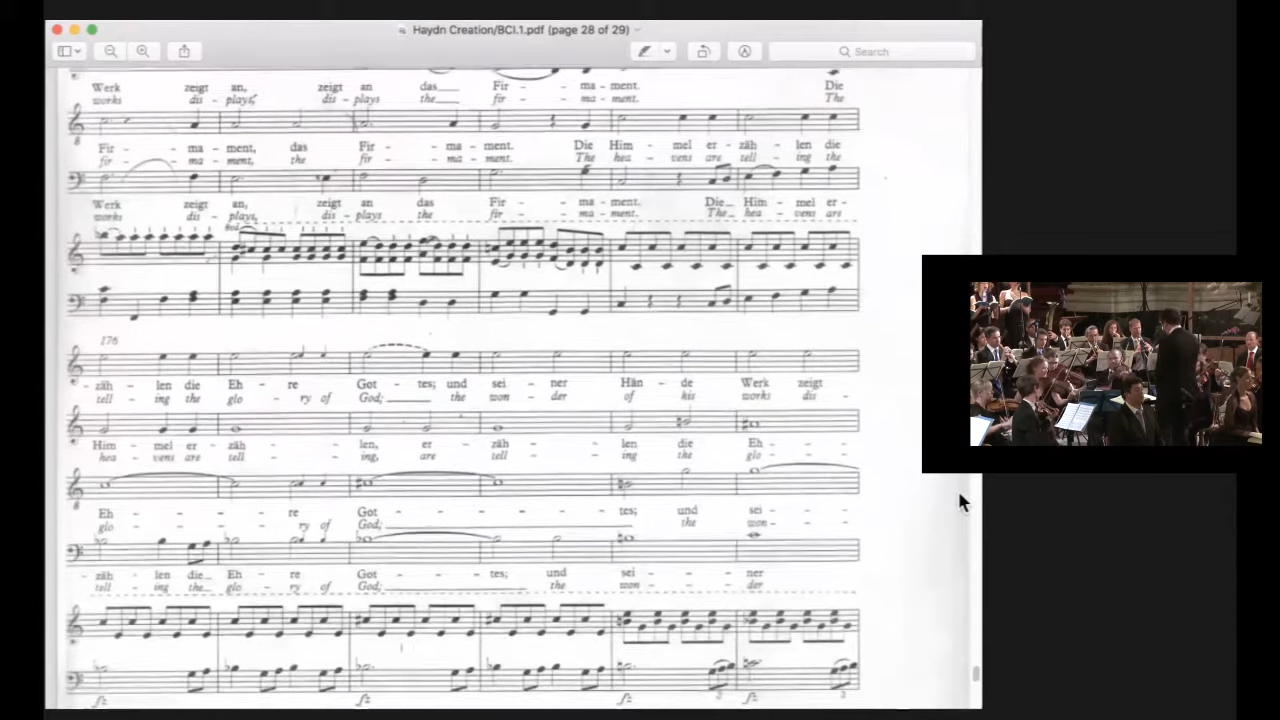 Haydn Creation/BCI.1.pdf (page 28 of 29)
Search
Werk zeigt an, zeigt an das Fir - - ma - ment. Die
works dis - plays, dis - plays the fir - - ma - ment. The
Fir - - ma - ment, das Fir - - ma - ment. Die Him - mel er - zäh - len die
fir - - ma - ment, the fir - - ma - ment. The hea - vens are tell - ing the
Werk zeigt an, zeigt an das Fir - - ma - ment. Die Him - mel er -
works dis - plays, dis - plays the fir - - ma - ment. The hea - vens are
176
- zäh - len die Eh - re Got - tes; und sei - ner Hän - de Werk zeigt
tell - ing the glo - ry of God; the won - der of his works dis -
Him - mel er - zäh - - len, er - zäh - - len die Eh - -
hea - vens are tell - - ing, are tell - - ing the glo - -
Eh - - - re Got - - - - - tes; und sei - - -
glo - - - ry of God; the won - - -
- zäh - len die Eh - re Got - - - tes; und sei - - ner
tell - ing the glo - ry of God; the won - - der
fz fz fz 3 fz 3